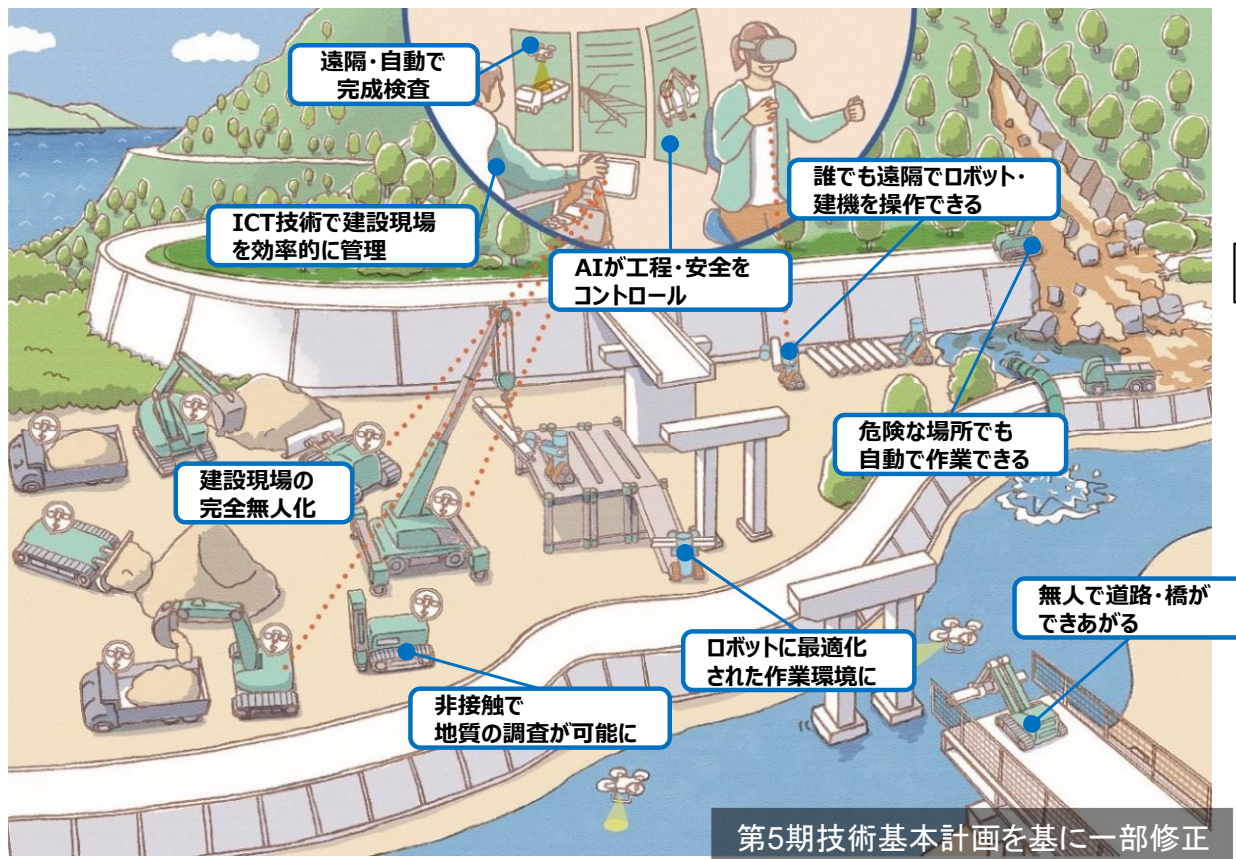 遠隔・自動で
完成検査
ICT技術で建設現場
を効率的に管理
AIが工程・安全を
コントロール
誰でも遠隔でロボット・
建機を操作できる
危険な場所でも
自動で作業できる
建設現場の
完全無人化
無人で道路・橋が
できあがる
ロボットに最適化
された作業環境に
非接触で
地質の調査が可能に
第5期技術基本計画を基に一部修正